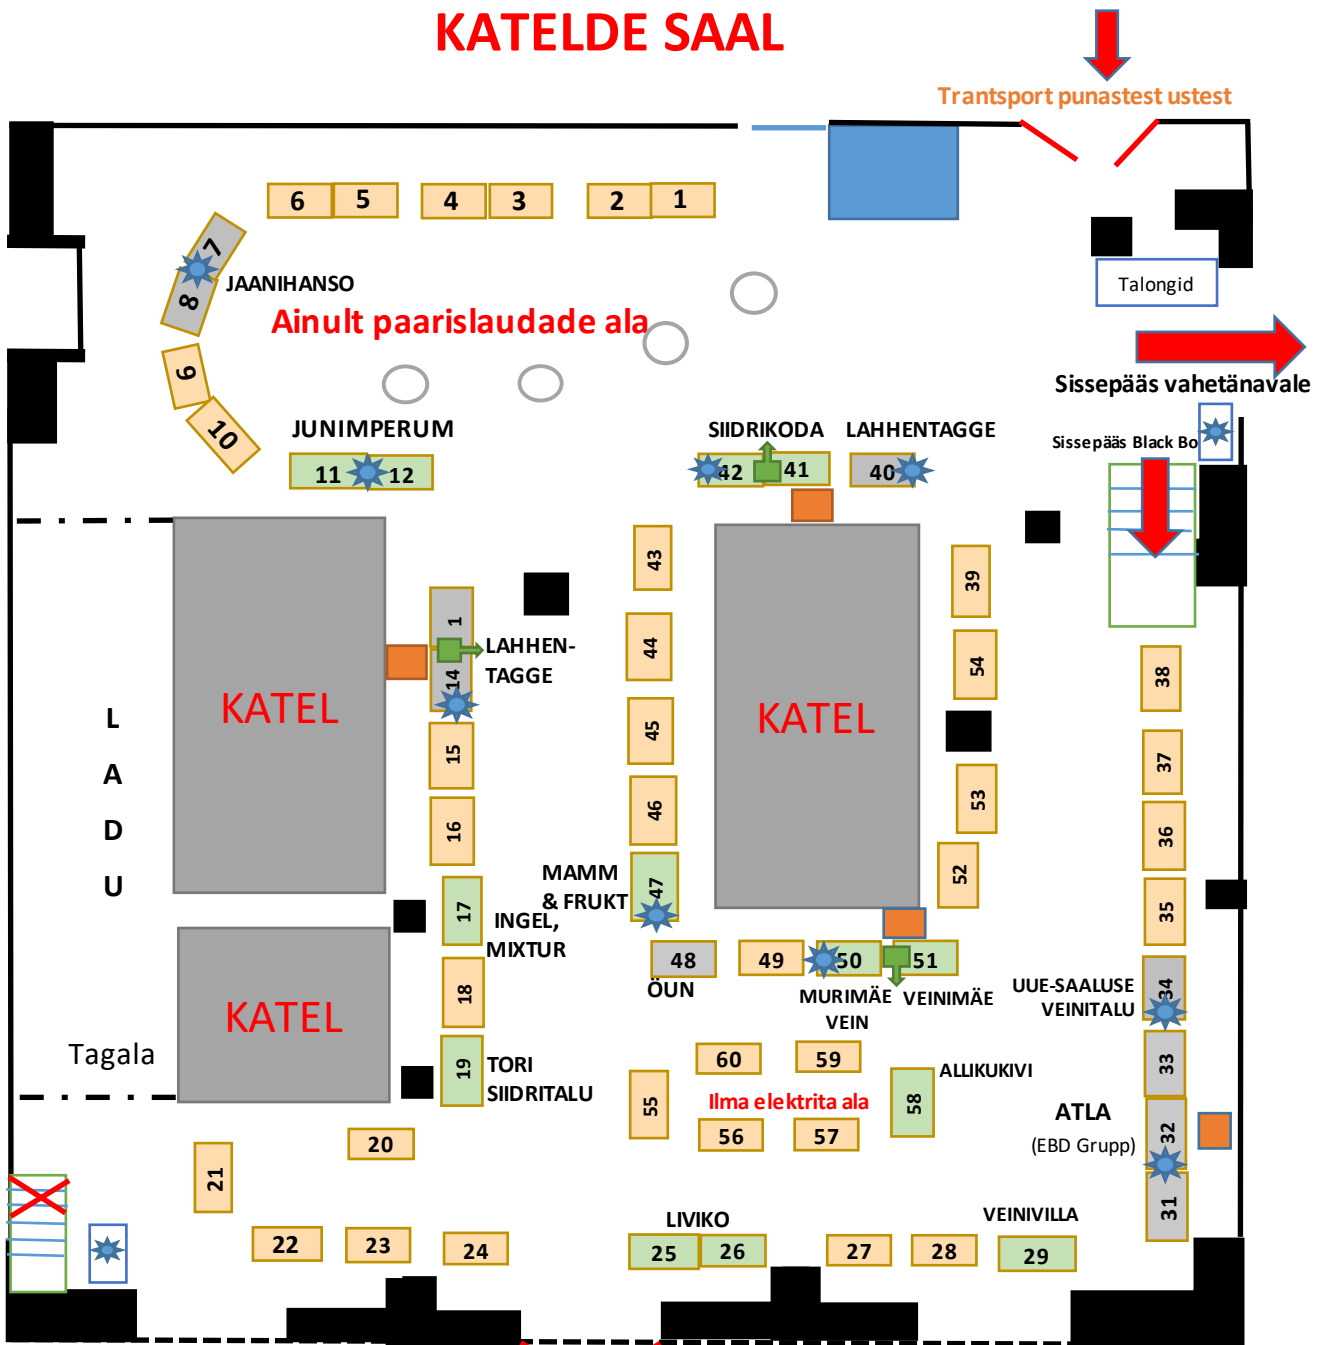 KATELDE SAAL
Trantsport punastest ustest
6 5 4 3 2 1
7
8
JAANIHANSO
Talongid
Ainult paarislaudade ala
Sissepääs vahetänavale
9
10
JUNIMPERUM
SIIDRIKODA
LAHHENTAGGE
Sissepääs Black Bo
11 12
42 41 40
43
39
1
44
54
LAHHEN-
TAGGE
14
38
KATEL
KATEL
L
A
D
U
15
45
37
16
46
53
36
MAMM
& FRUKT
47
52
17
INGEL,
MIXTUR
35
48
49
50
51
ÖUN
MURIMÄE
VEIN
VEINIMÄE
UUE-SAALUSE
VEINITALU
34
18
KATEL
Tagala
60
59
33
19
TORI
SIIDRITALU
ALLIKUKIVI
58
55
Ilma elektrita ala
ATLA
(EBD Grupp)
32
56
57
20
21
31
LIVIKO
VEINIVILLA
22
23
24
25
26
27
28
29